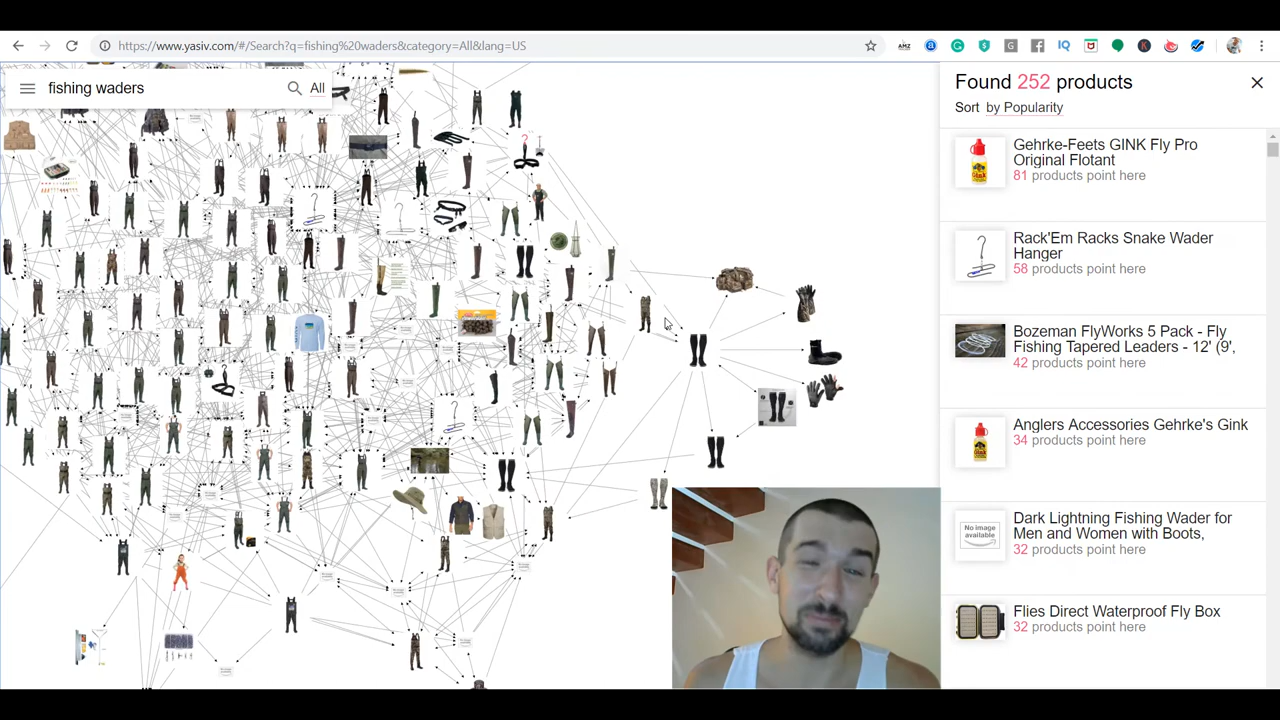 https://www.yasiv.com/#/Search?q=fishing%20waders&category=All&lang=US
fishing waders
All
Found 252 products
Sort by Popularity
Gehrke-Feets GINK Fly Pro
Original Flotant
81 products point here
Rack'Em Racks Snake Wader
Hanger
58 products point here
Bozeman FlyWorks 5 Pack - Fly
Fishing Tapered Leaders - 12' (9',
42 products point here
Anglers Accessories Gehrke's Gink
34 products point here
No image
available
Dark Lightning Fishing Wader for
Men and Women with Boots,
32 products point here
Flies Direct Waterproof Fly Box
32 products point here